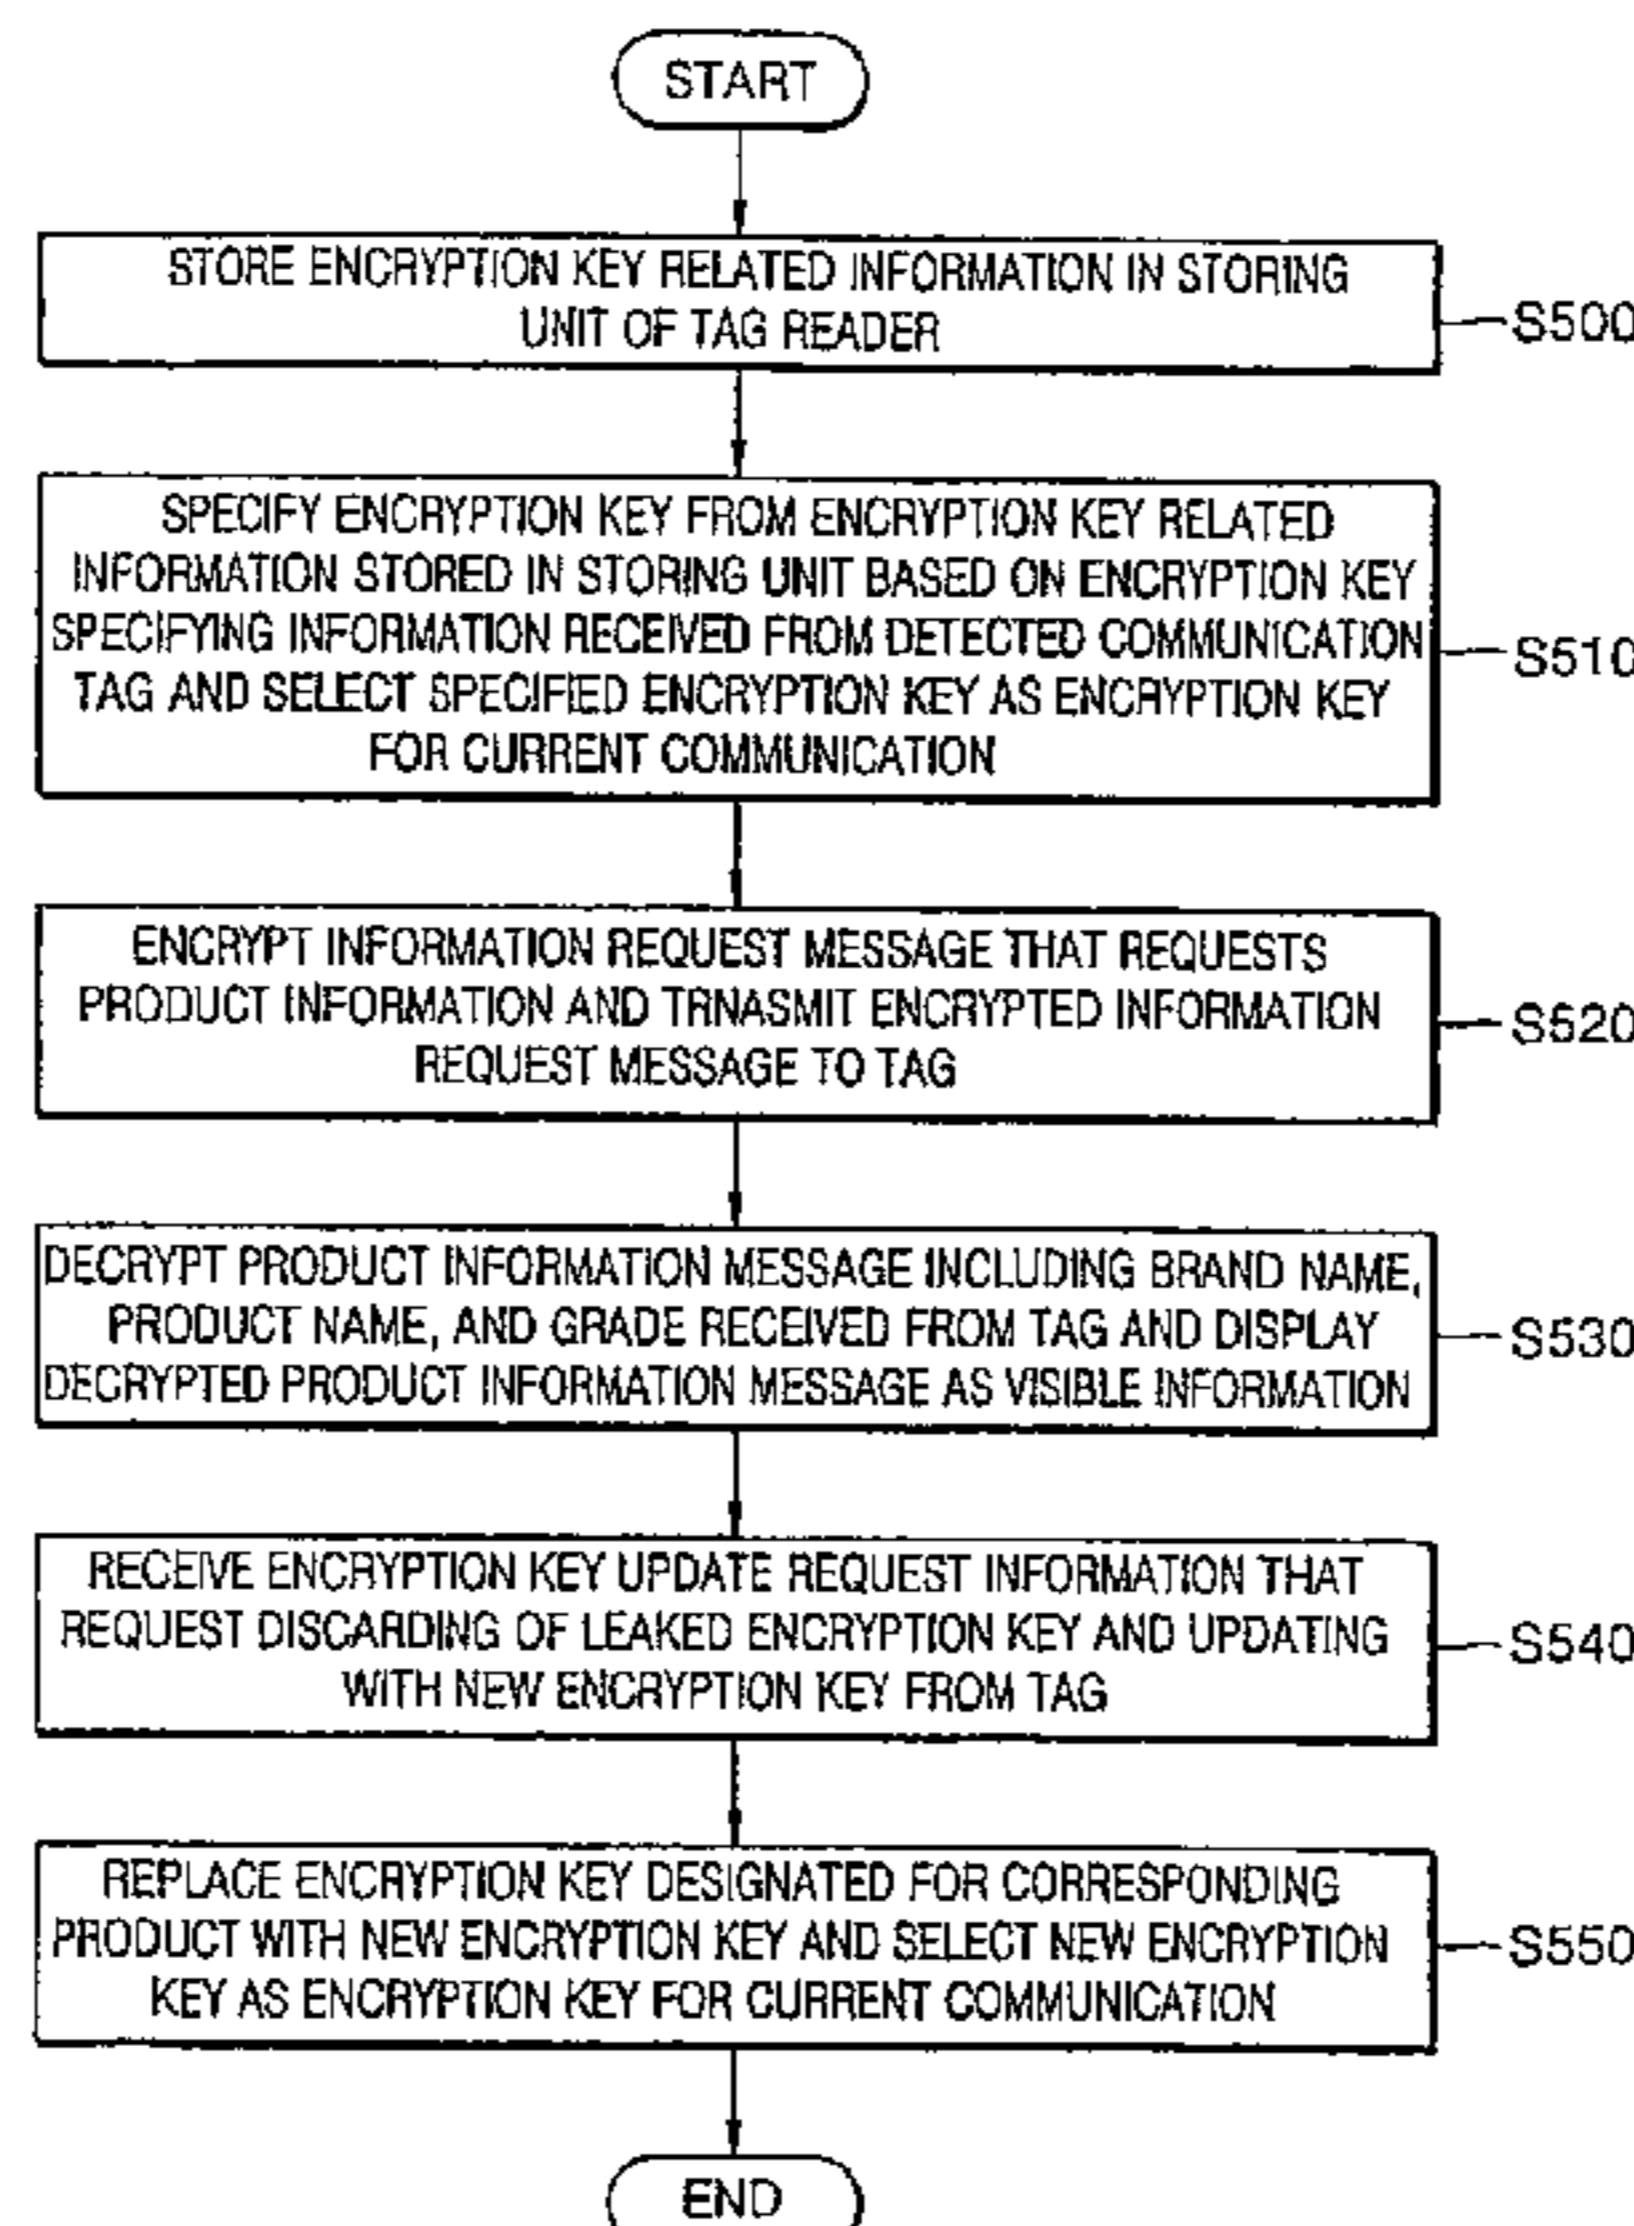 START
STORE ENCRYPTION KEY RELATED INFORMATION IN STORING
UNIT OF TAG READER
S500
SPECIFY ENCRYPTION KEY FROM ENCRYPTION KEY RELATED
INFORMATION STORED IN STORING UNIT BASED ON ENCRYPTION KEY
SPECIFYING INFORMATION RECEIVED FROM DETECTED COMMUNICATION
TAG AND SELECT SPECIFIED ENCRYPTION KEY AS ENCRYPTION KEY
FOR CURRENT COMMUNICATION
S510
ENCRYPT INFORMATION REQUEST MESSAGE THAT REQUESTS
PRODUCT INFORMATION AND TRNASMIT ENCRYPTED INFORMATION
REQUEST MESSAGE TO TAG
S520
DECRYPT PRODUCT INFORMATION MESSAGE INCLUDING BRAND NAME,
PRODUCT NAME, AND GRADE RECEIVED FROM TAG AND DISPLAY
DECRYPTED PRODUCT INFORMATION MESSAGE AS VISIBLE INFORMATION
S530
RECEIVE ENCRYPTION KEY UPDATE REQUEST INFORMATION THAT
REQUEST DISCARDING OF LEAKED ENCRYPTION KEY AND UPDATING
WITH NEW ENCRYPTION KEY FROM TAG
S540
REPLACE ENCRYPTION KEY DESIGNATED FOR CORRESPONDING
PRODUCT WITH NEW ENCRYPTION KEY AND SELECT NEW ENCRYPTION
KEY AS ENCRYPTION KEY FOR CURRENT COMMUNICATION
S550
END